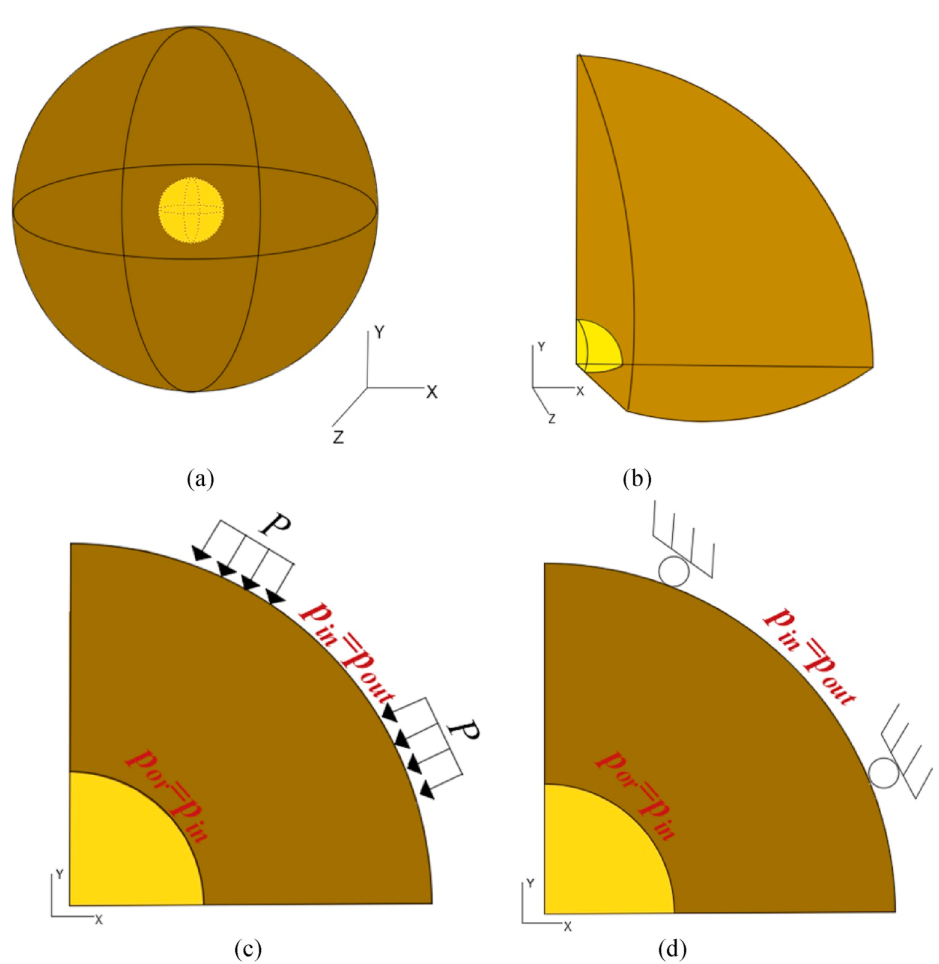 Y
X
Z
Y
X
Z
(a)
(b)
P
p_in=p_out
P
p_or=p_in
Y
X
p_in=p_out
p_or=p_in
Y
X
(c)
(d)